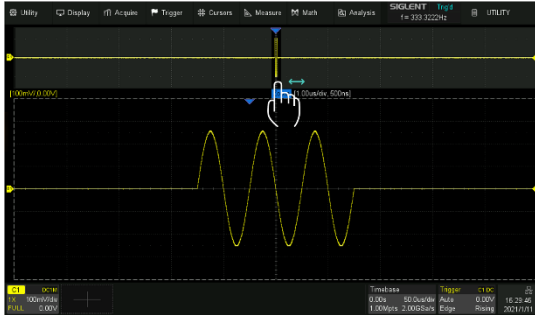 Utility Display Acquire Trigger Cursors Measure Math Analysis SIGLENT Trig'd UTILITY
f = 333.3222Hz
[100mV/,0.00V]
[1.00us/div, 500ns]
C1 DC1M
1X 100mV/div
FULL 0.00V
Timebase
0.00s 50.0us/div
1.00Mpts 2.00GSa/s
Trigger C1 DC
Auto 0.00V
Edge Rising
16:29:46
2021/1/11